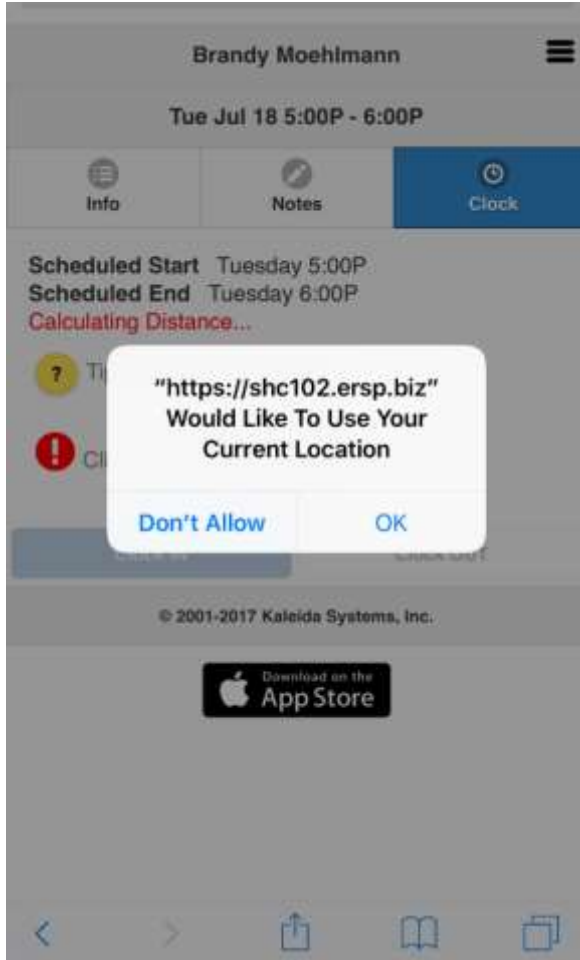 Brandy Moehlmann
Tue Jul 18 5:00P - 6:00P
Info
Notes
Clock
Scheduled Start Tuesday 5:00P
Scheduled End Tuesday 6:00P
Calculating Distance...
?
"https://shc102.ersp.biz"
Would Like To Use Your
Current Location
!
Don't Allow
OK
Clock OUT
© 2001-2017 Kaleida Systems, Inc.
Download on the
App Store